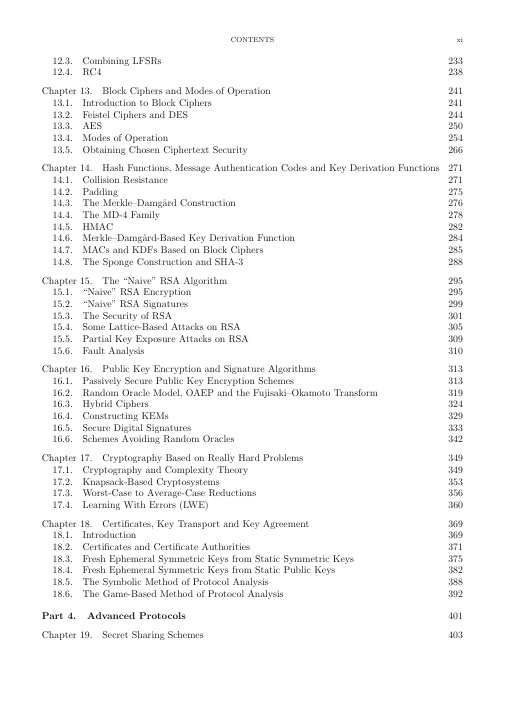 CONTENTS xi
12.3. Combining LFSRs 233
12.4. RC4 238
Chapter 13. Block Ciphers and Modes of Operation 241
13.1. Introduction to Block Ciphers 241
13.2. Feistel Ciphers and DES 244
13.3. AES 250
13.4. Modes of Operation 254
13.5. Obtaining Chosen Ciphertext Security 266
Chapter 14. Hash Functions, Message Authentication Codes and Key Derivation Functions 271
14.1. Collision Resistance 271
14.2. Padding 275
14.3. The Merkle–Damgård Construction 276
14.4. The MD-4 Family 278
14.5. HMAC 282
14.6. Merkle–Damgård-Based Key Derivation Function 284
14.7. MACs and KDFs Based on Block Ciphers 285
14.8. The Sponge Construction and SHA-3 288
Chapter 15. The “Naive” RSA Algorithm 295
15.1. “Naive” RSA Encryption 295
15.2. “Naive” RSA Signatures 299
15.3. The Security of RSA 301
15.4. Some Lattice-Based Attacks on RSA 305
15.5. Partial Key Exposure Attacks on RSA 309
15.6. Fault Analysis 310
Chapter 16. Public Key Encryption and Signature Algorithms 313
16.1. Passively Secure Public Key Encryption Schemes 313
16.2. Random Oracle Model, OAEP and the Fujisaki–Okamoto Transform 319
16.3. Hybrid Ciphers 324
16.4. Constructing KEMs 329
16.5. Secure Digital Signatures 333
16.6. Schemes Avoiding Random Oracles 342
Chapter 17. Cryptography Based on Really Hard Problems 349
17.1. Cryptography and Complexity Theory 349
17.2. Knapsack-Based Cryptosystems 353
17.3. Worst-Case to Average-Case Reductions 356
17.4. Learning With Errors (LWE) 360
Chapter 18. Certificates, Key Transport and Key Agreement 369
18.1. Introduction 369
18.2. Certificates and Certificate Authorities 371
18.3. Fresh Ephemeral Symmetric Keys from Static Symmetric Keys 375
18.4. Fresh Ephemeral Symmetric Keys from Static Public Keys 382
18.5. The Symbolic Method of Protocol Analysis 388
18.6. The Game-Based Method of Protocol Analysis 392
Part 4. Advanced Protocols 401
Chapter 19. Secret Sharing Schemes 403